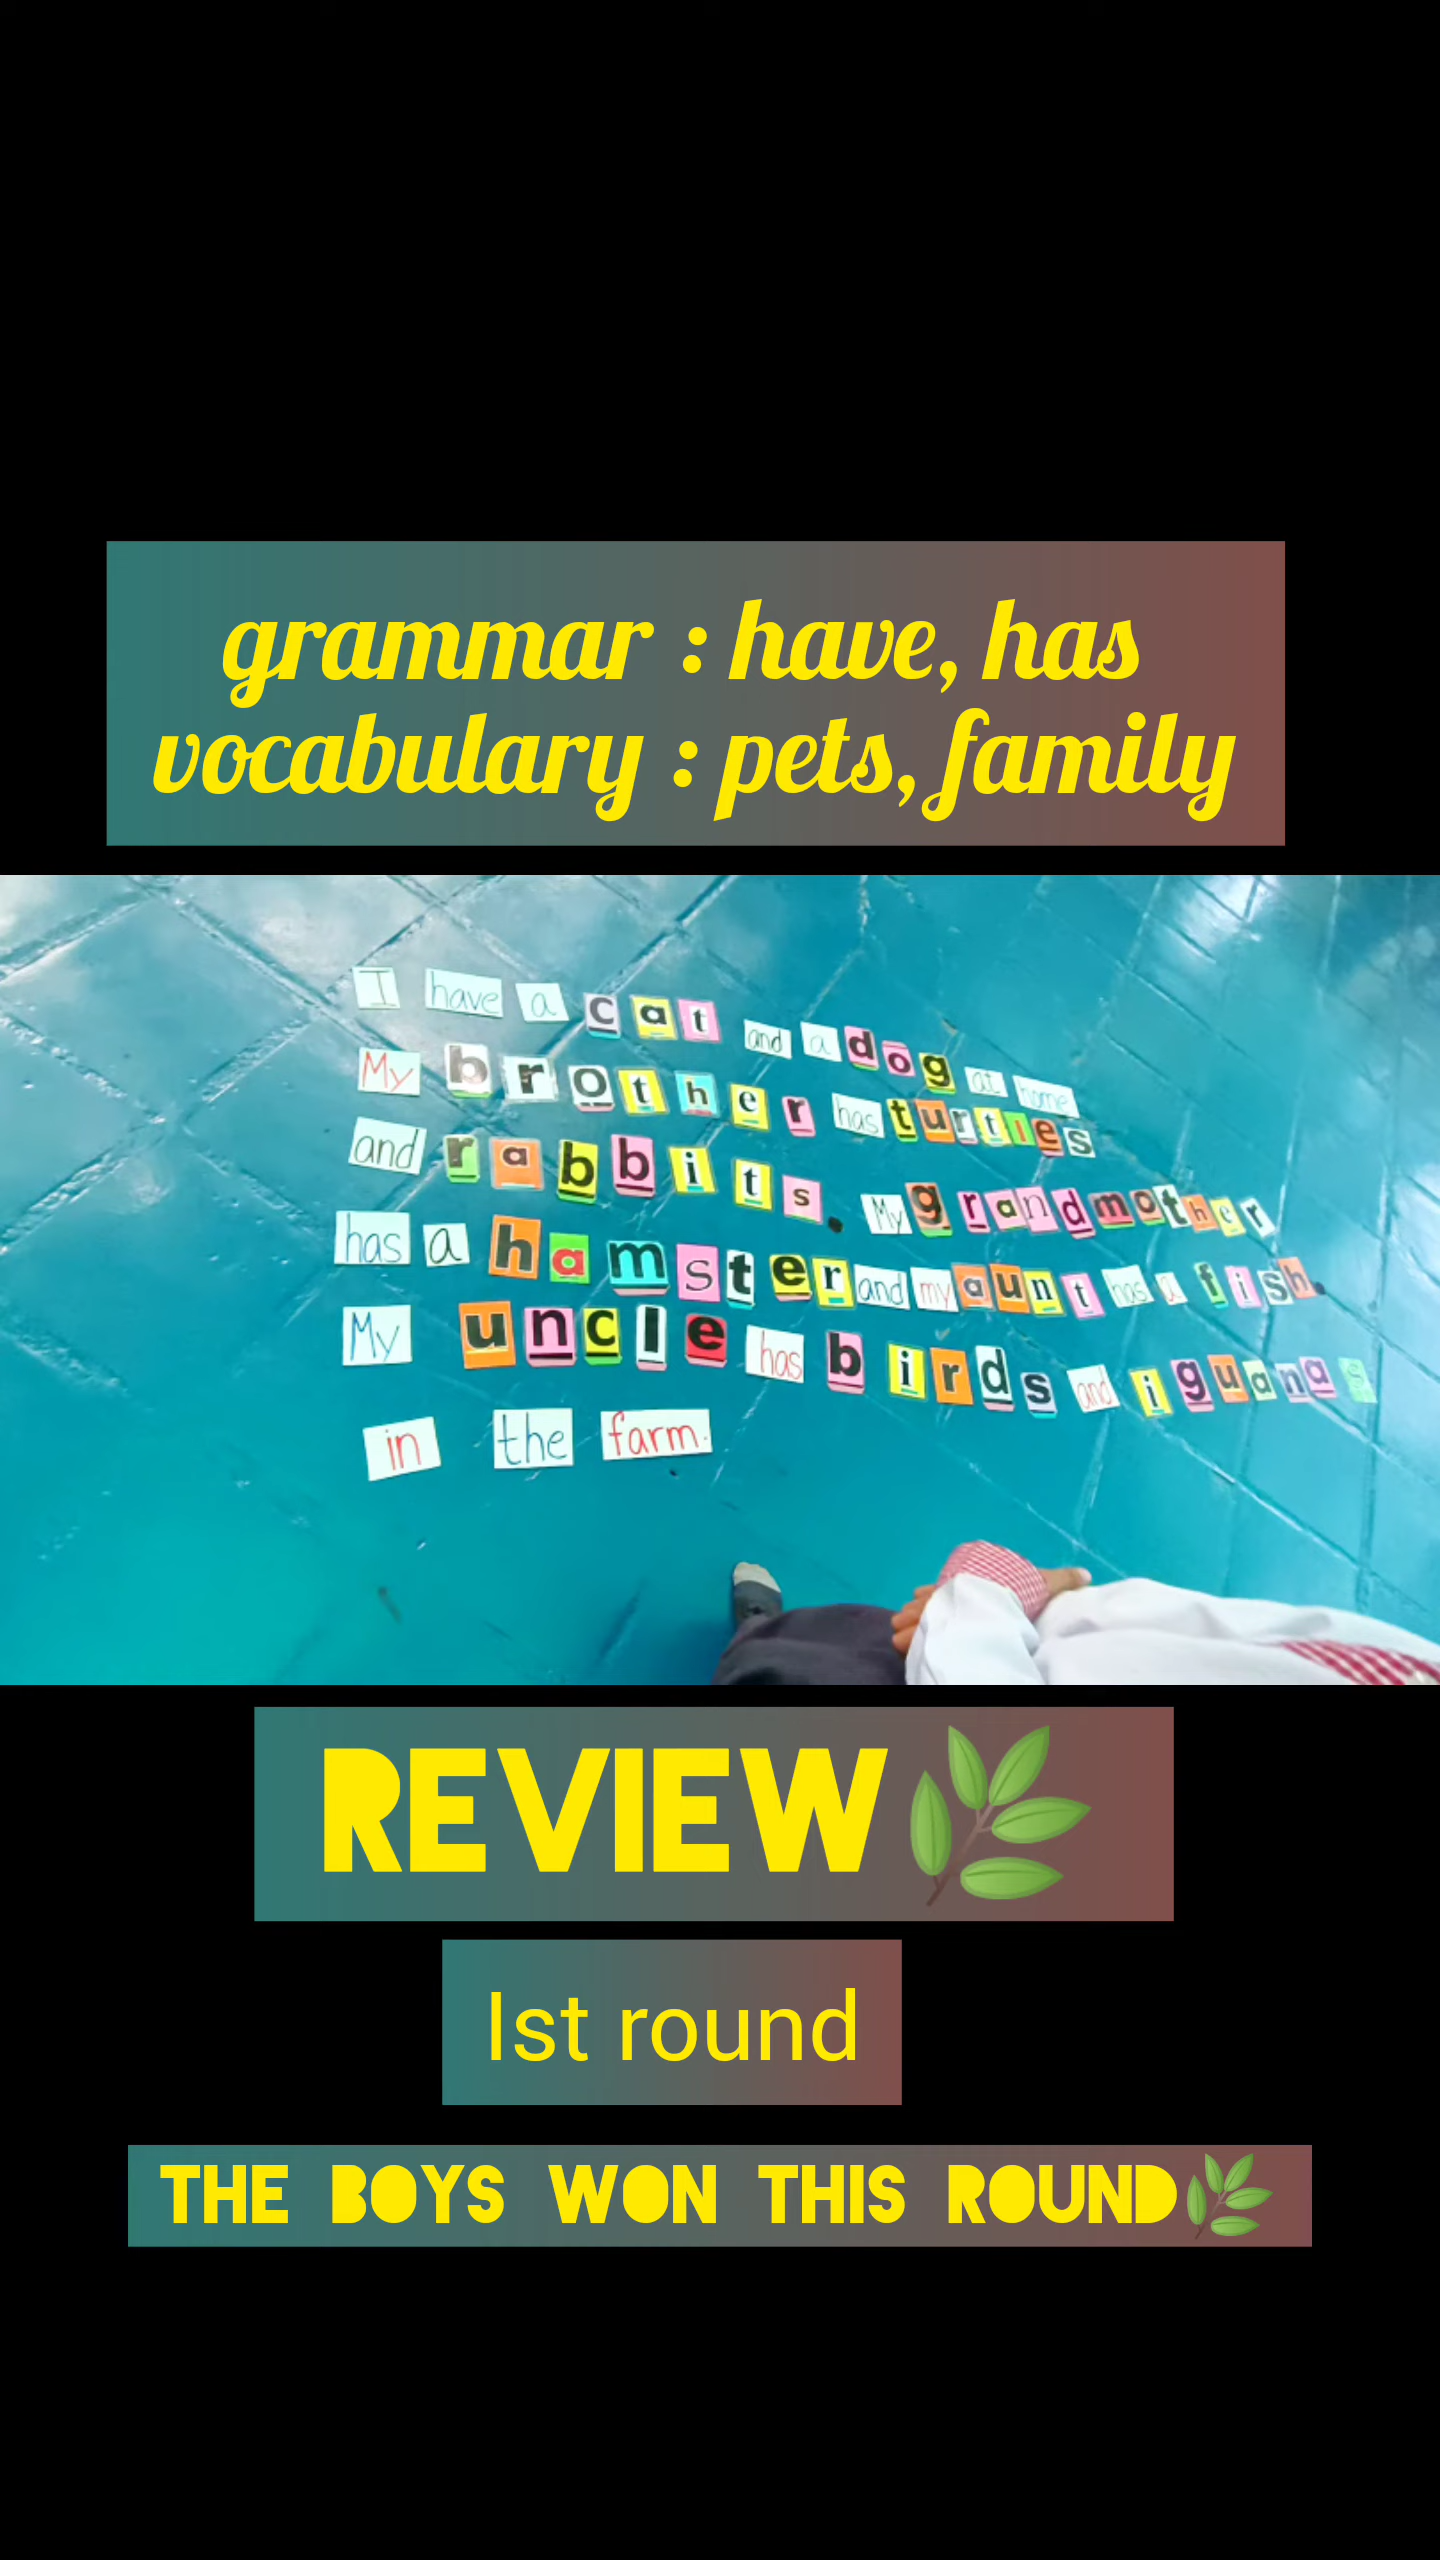 grammar : have, has
vocabulary : pets, family
I have a cat and a dog at home
My brother has turtles
and rabbits. My grandmother
has a hamster and my aunt has a fish.
My uncle has birds and iguanas
in the farm.
REVIEW
Ist round
THE BOYS WON THIS ROUND